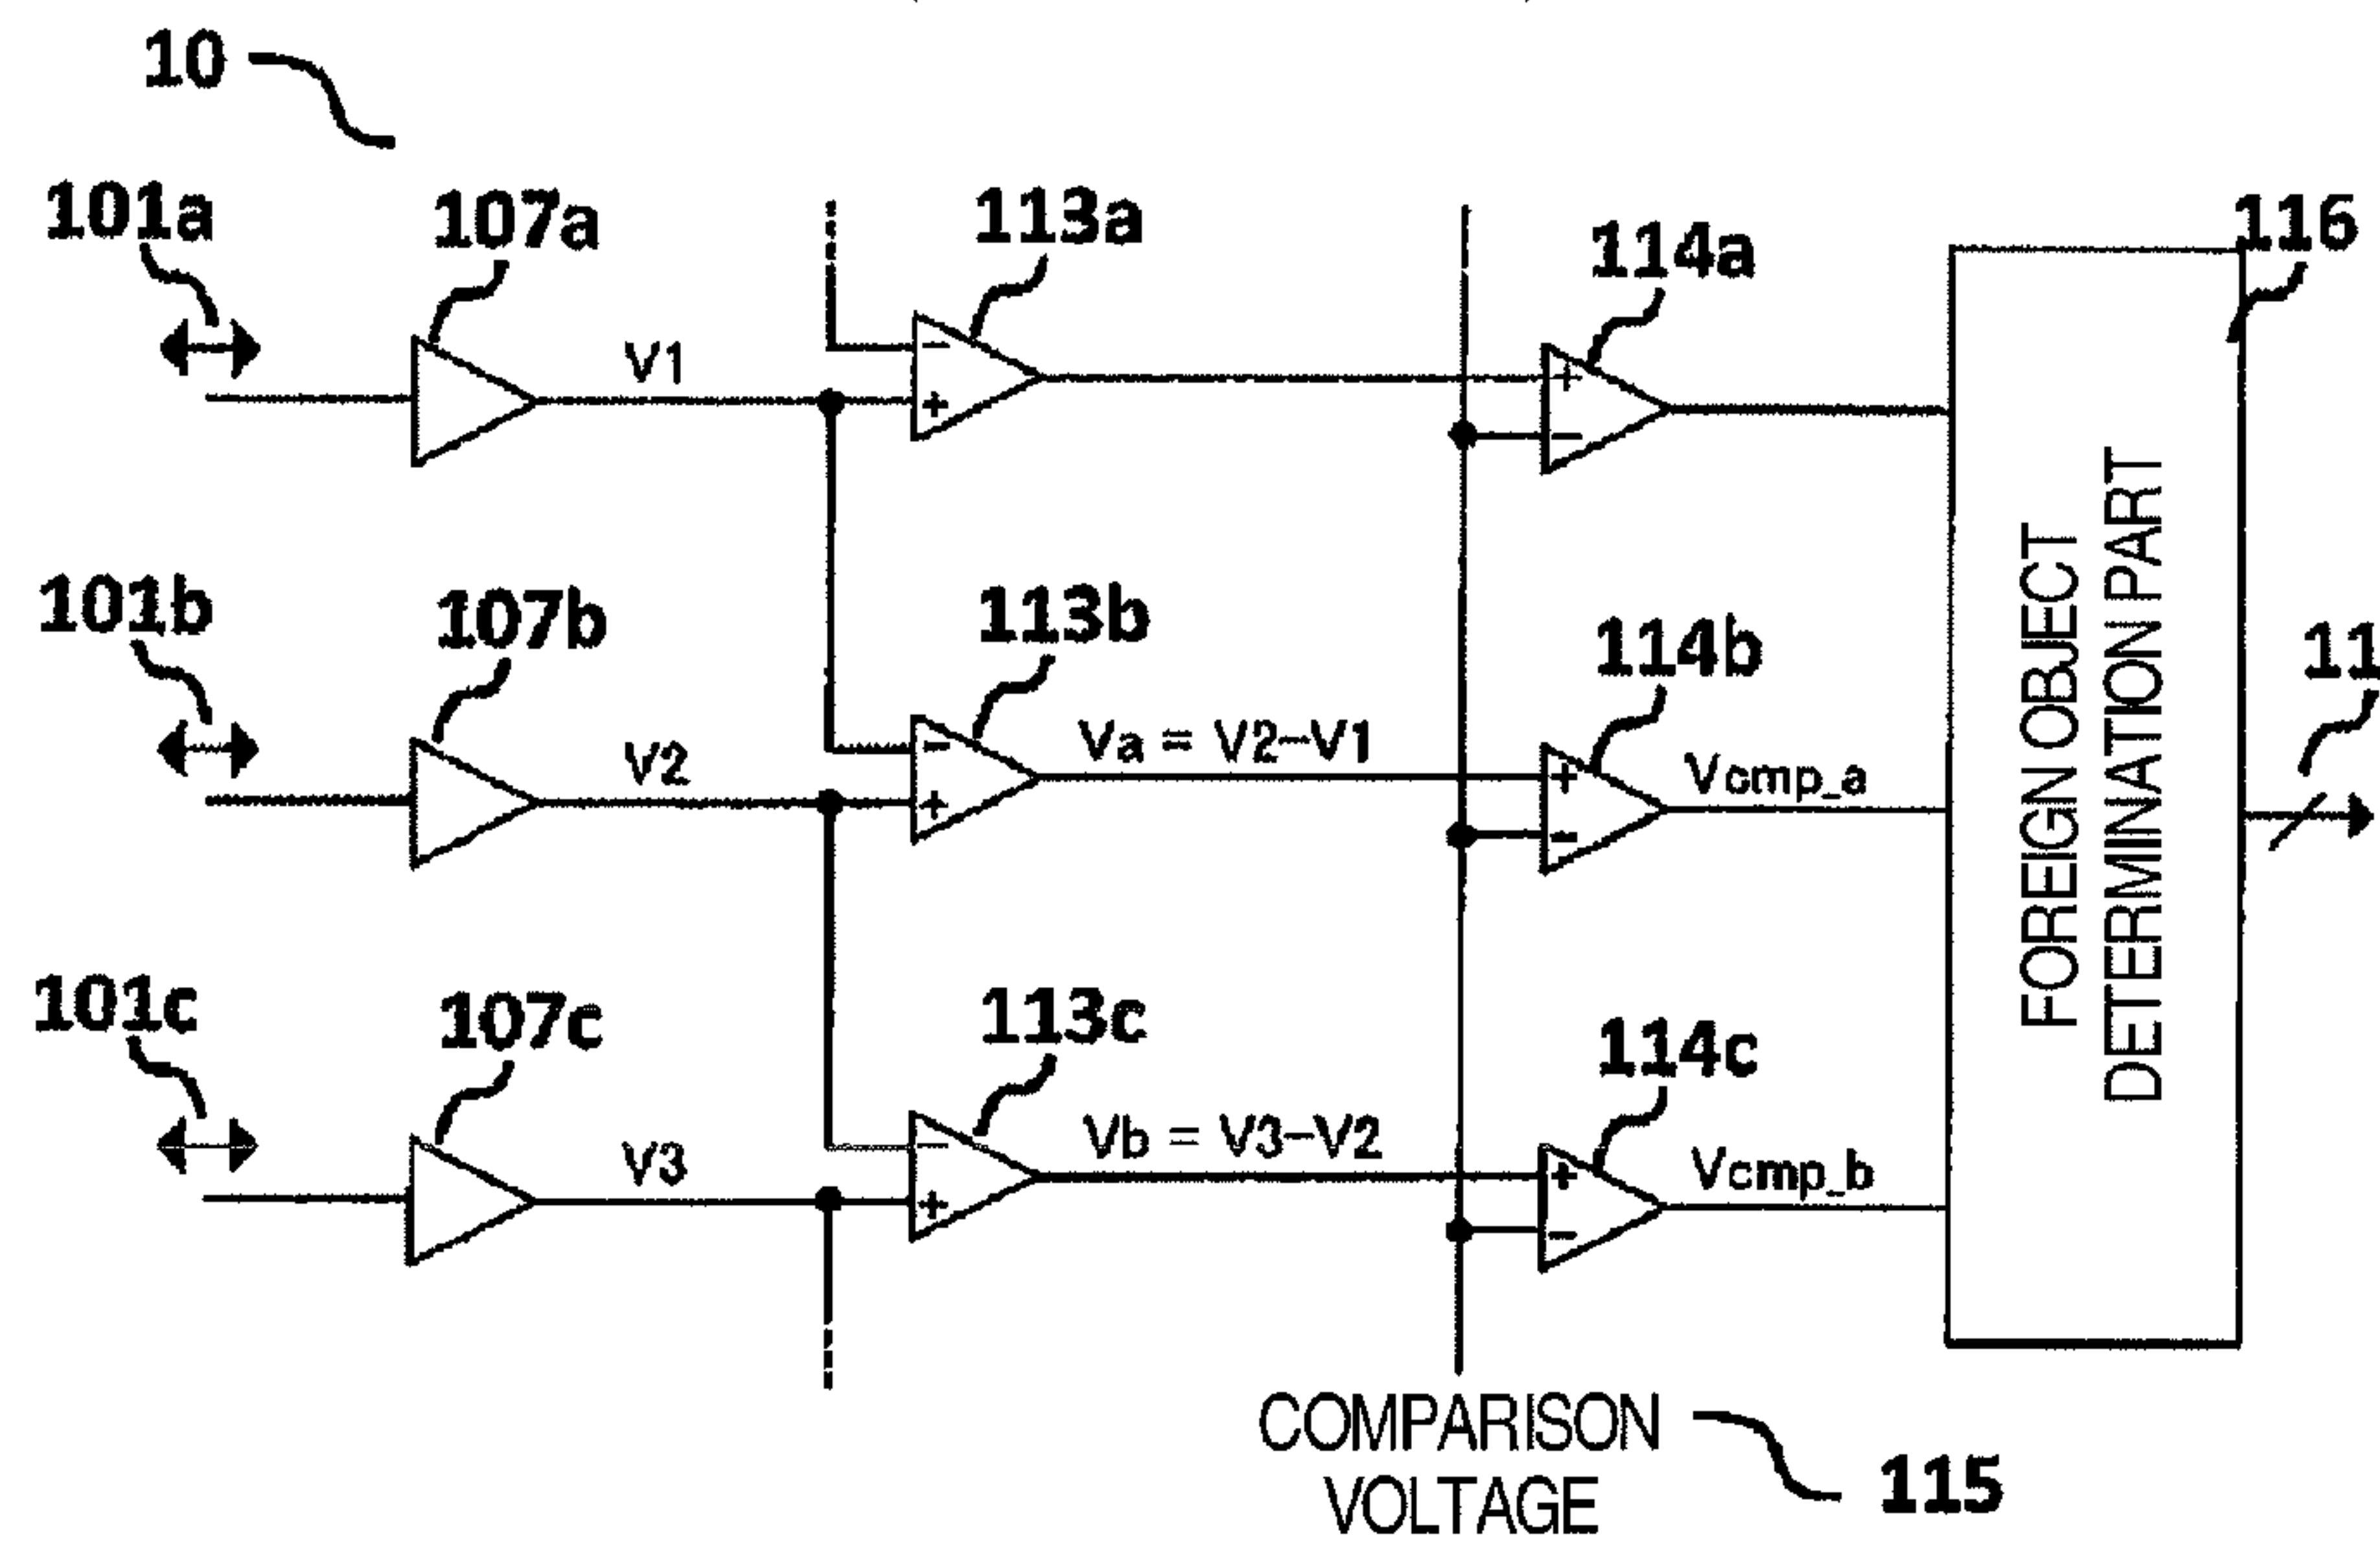 10
101a
107a
113a
114a
116
V1
−
+
+
−
101b
107b
113b
114b
V2
Va = V2−V1
Vcmp_a
−
+
+
−
101c
107c
113c
114c
V3
Vb = V3−V2
Vcmp_b
−
+
+
−
FOREIGN OBJECT
DETERMINATION PART
COMPARISON
VOLTAGE
115